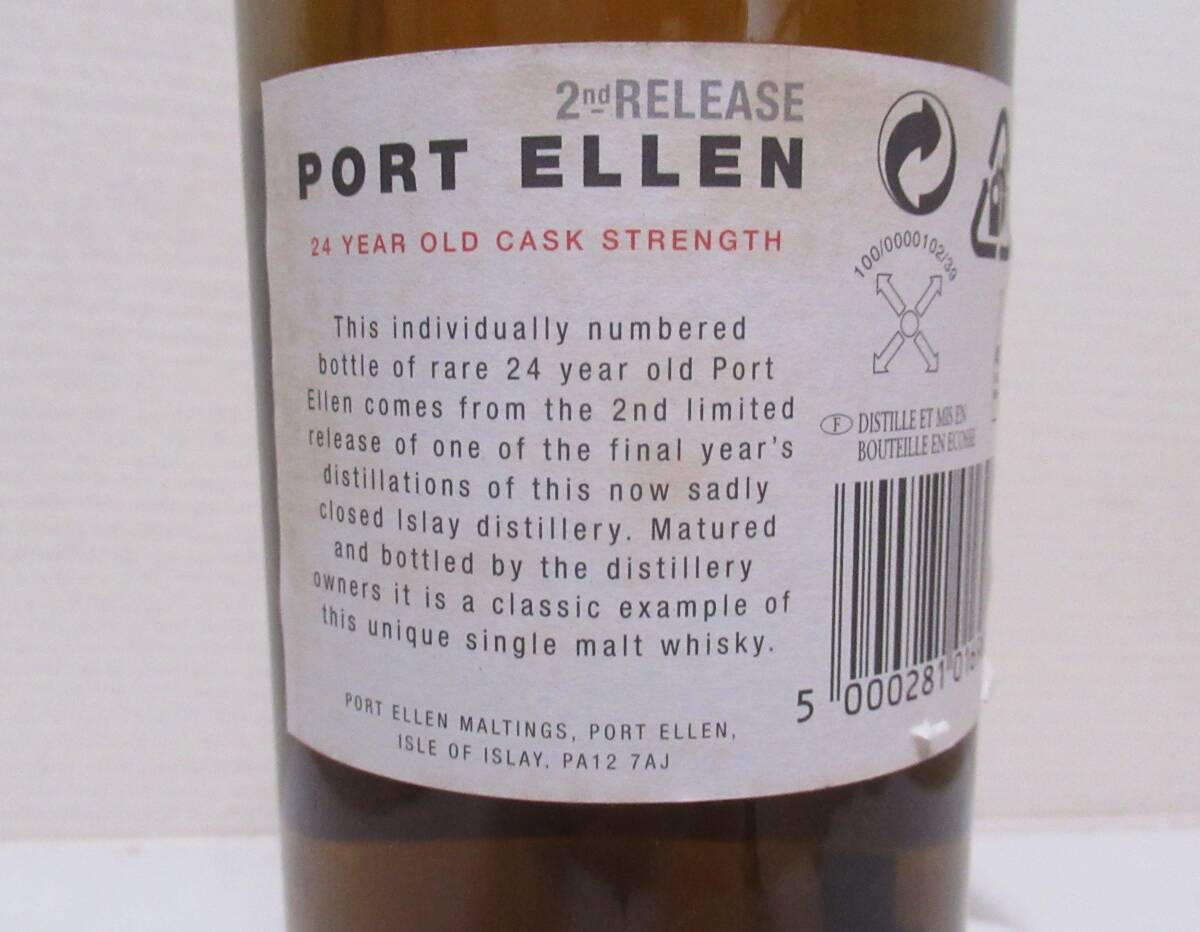 2nd RELEASE
PORT ELLEN
24 YEAR OLD CASK STRENGTH
This individually numbered
bottle of rare 24 year old Port
Ellen comes from the 2nd limited
release of one of the final year's
distillations of this now sadly
closed Islay distillery. Matured
and bottled by the distillery
owners it is a classic example of
this unique single malt whisky.
PORT ELLEN MALTINGS, PORT ELLEN,
ISLE OF ISLAY. PA12 7AJ
100/0000102/39
F DISTILLE ET MIS EN
BOUTEILLE EN ECOSSE
5 000281 016